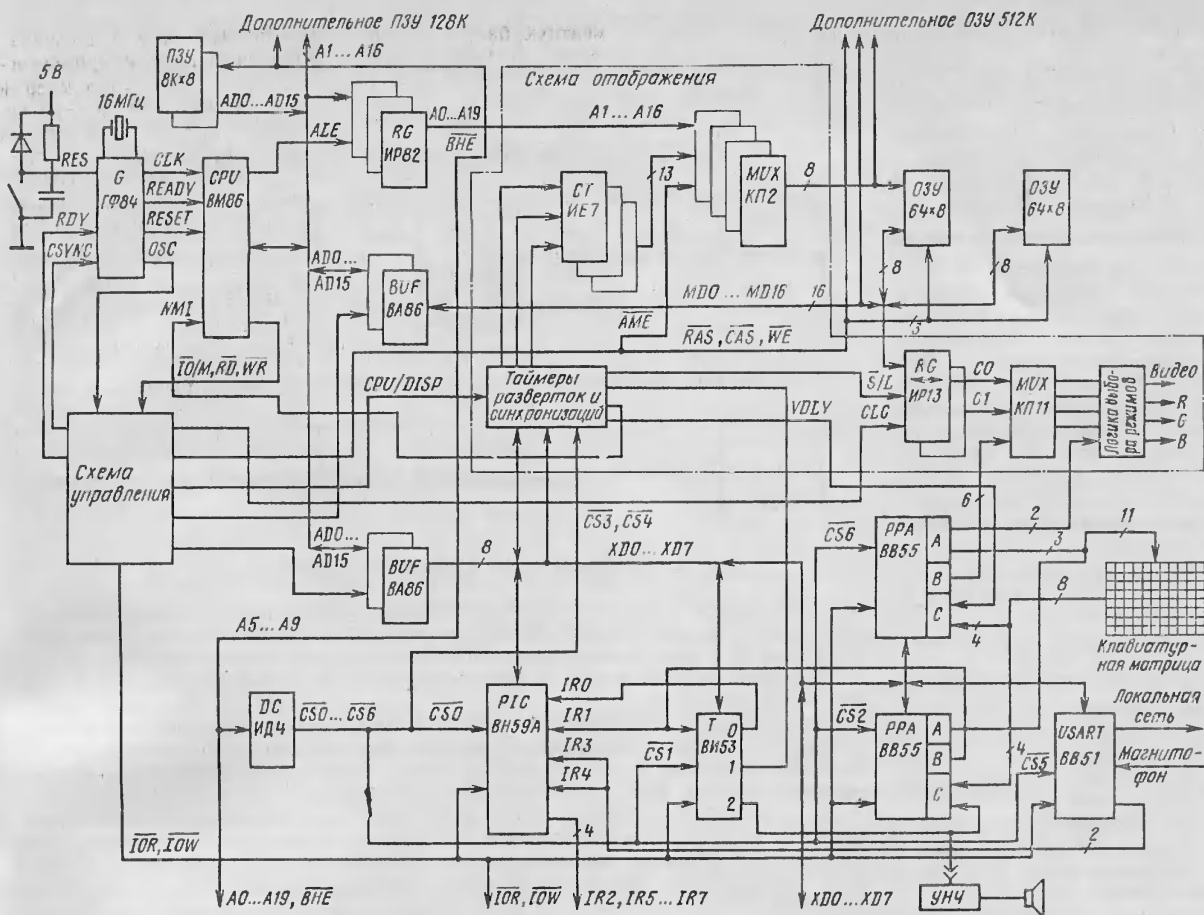 Дополнительное ПЗУ 128К
Дополнительное ОЗУ 512К
A1...A16
ПЗУ
8К×8
Схема отображения
5В
16МГц
AD0...AD15
A0...A19
A1...A16
BHE
ALE
RG
ИР82
RES
CLK
G
ГФ84
READY
CPU
ВМ86
RESET
RDY
CSYNC
OSC
13
MUX
КП2
8
CT
ИЕ7
ОЗУ
64×8
ОЗУ
64×8
AD0...
AD15
BUF
ВА86
8
8
MD0...MD16
16
NMI
AME
RAS, CAS, WE
3
IO/M, RD, WR
CPU/DISP
Таймеры
разверток и
синхронизаций
S/L
VDLY
CLG
RG
ИР13
C0
C1
MUX
КП11
Логика выбо-
ра режимов
Видео
R
G
B
Схема
управления
6
CS3, CS4
AD0...
AD15
BUF
ВА86
8
XD0...XD7
CS6
PPA
ВВ55
A
B
C
2
3
11
8
4
Клавиатур-
ная матрица
A5...A9
DC
ИД4
CS0...CS6
CS0
PIC
ВН59А
IR0
IR1
IR3
IR4
CS1
T
ВИ53
0
1
2
CS2
PPA
ВВ55
A
B
C
4
CS5
USART
ВВ51
Локальная
сеть
Магнито-
фон
2
4
IOR, IOW
A0...A19, BHE
IOR, IOW
IR2, IR5...IR7
XD0...XD7
УНЧ